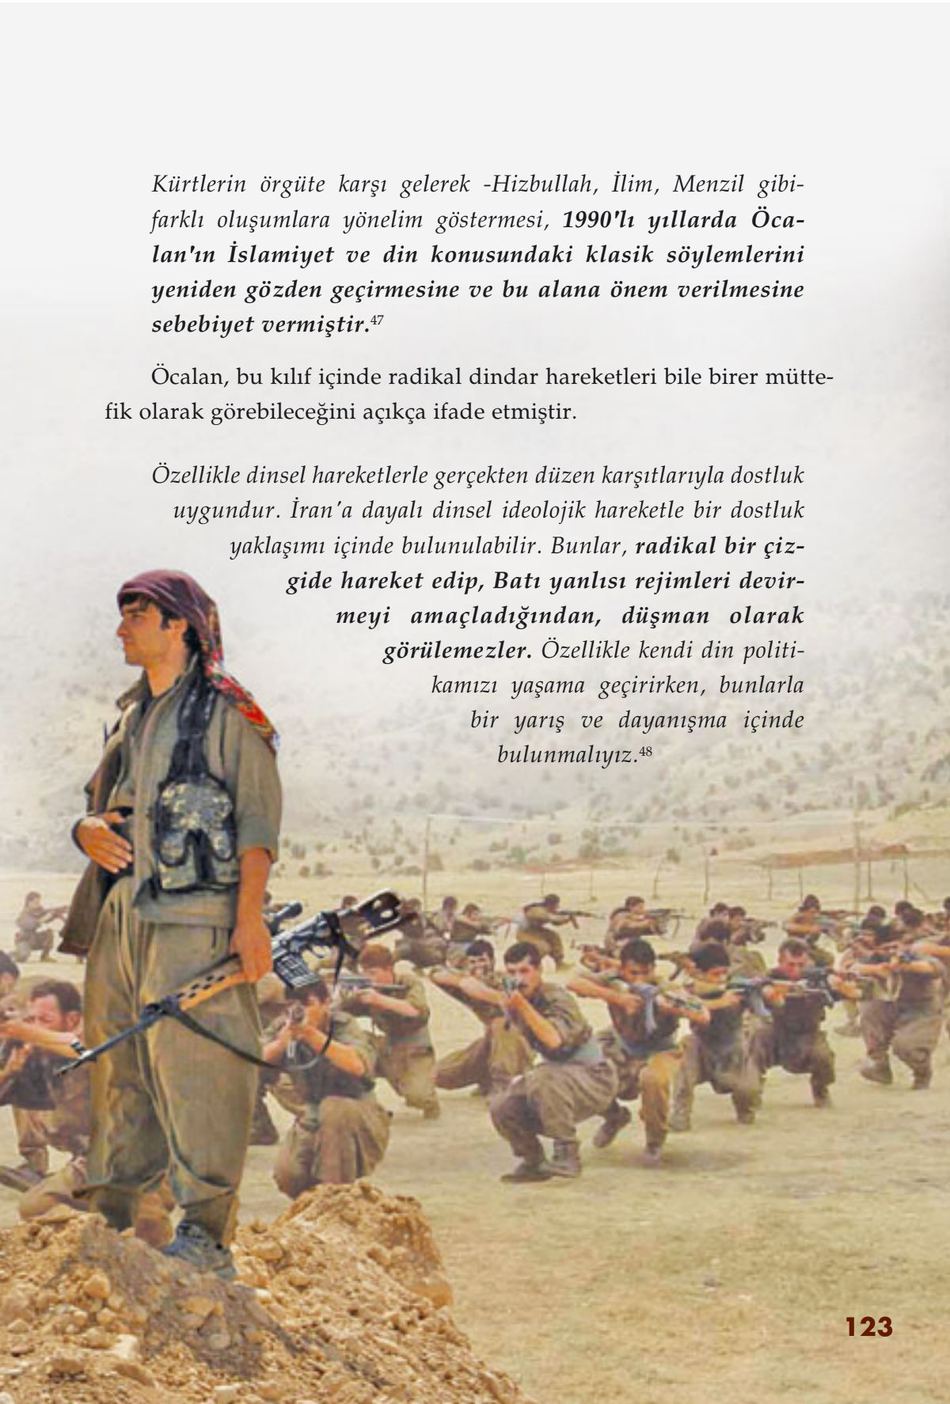 Kürtlerin örgüte karşı gelerek -Hizbullah, İlim, Menzil gibi-
farklı oluşumlara yönelim göstermesi, 1990'lı yıllarda Öca-
lan'ın İslamiyet ve din konusundaki klasik söylemlerini
yeniden gözden geçirmesine ve bu alana önem verilmesine
sebebiyet vermiştir.47
Öcalan, bu kılıf içinde radikal dindar hareketleri bile birer mütte-
fik olarak görebileceğini açıkça ifade etmiştir.
Özellikle dinsel hareketlerle gerçekten düzen karşıtlarıyla dostluk
uygundur. İran'a dayalı dinsel ideolojik hareketle bir dostluk
yaklaşımı içinde bulunulabilir. Bunlar, radikal bir çiz-
gide hareket edip, Batı yanlısı rejimleri devir-
meyi amaçladığından, düşman olarak
görülemezler. Özellikle kendi din politi-
kamızı yaşama geçirirken, bunlarla
bir yarış ve dayanışma içinde
bulunmalıyız.48
123